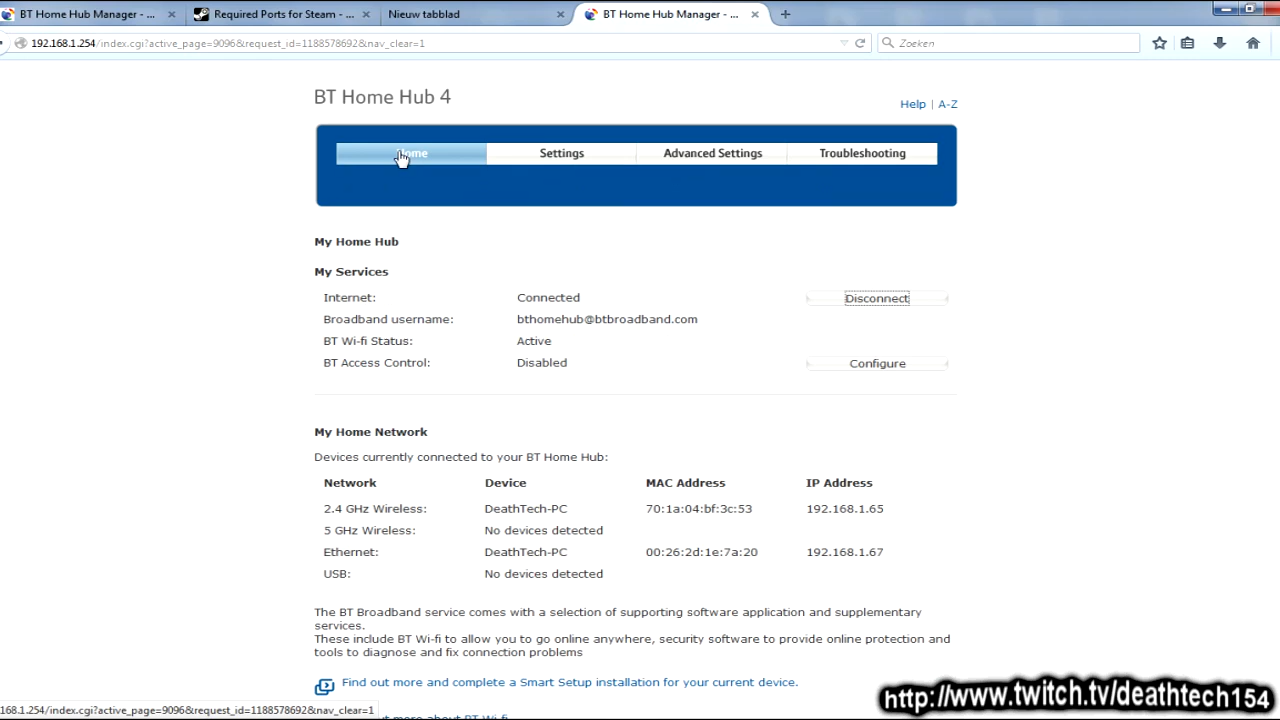 BT Home Hub Manager - ...
Required Ports for Steam - ...
Nieuw tabblad
BT Home Hub Manager - ...
192.168.1.254/index.cgi?active_page=9096&request_id=1188578692&nav_clear=1
Zoeken
BT Home Hub 4
Help | A-Z
Home
Settings
Advanced Settings
Troubleshooting
My Home Hub
My Services
Internet: Connected Disconnect
Broadband username: bthomehub@btbroadband.com
BT Wi-fi Status: Active
BT Access Control: Disabled Configure
My Home Network
Devices currently connected to your BT Home Hub:
Network Device MAC Address IP Address
2.4 GHz Wireless: DeathTech-PC 70:1a:04:bf:3c:53 192.168.1.65
5 GHz Wireless: No devices detected
Ethernet: DeathTech-PC 00:26:2d:1e:7a:20 192.168.1.67
USB: No devices detected
The BT Broadband service comes with a selection of supporting software application and supplementary
services.
These include BT Wi-fi to allow you to go online anywhere, security software to provide online protection and
tools to diagnose and fix connection problems
Find out more and complete a Smart Setup installation for your current device.
168.1.254/index.cgi?active_page=9096&request_id=1188578692&nav_clear=1
out more about BT Wi-fi
http://www.twitch.tv/deathtech154